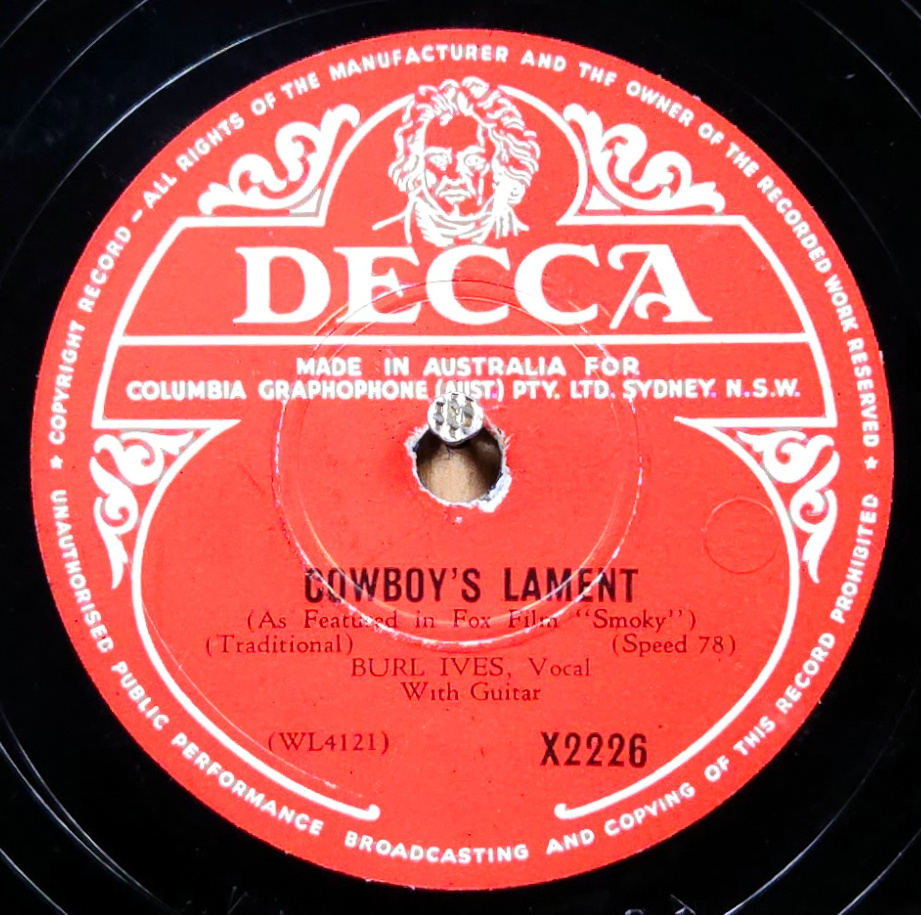 COPYRIGHT RECORD – ALL RIGHTS OF THE MANUFACTURER AND THE OWNER OF THE RECORDED WORK RESERVED ★
DECCA
MADE IN AUSTRALIA FOR
COLUMBIA GRAPHOPHONE (AUST.) PTY. LTD. SYDNEY. N.S.W.
COWBOY'S LAMENT
(As Featured in Fox Film "Smoky")
(Traditional) (Speed 78)
BURL IVES, Vocal
With Guitar
(WL4121) X2226
★ UNAUTHORISED PUBLIC PERFORMANCE BROADCASTING AND COPYING OF THIS RECORD PROHIBITED